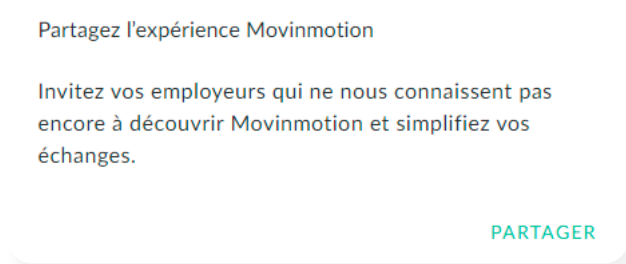 Partagez l’expérience Movinmotion
Invitez vos employeurs qui ne nous connaissent pas
encore à découvrir Movinmotion et simplifiez vos
échanges.
PARTAGER